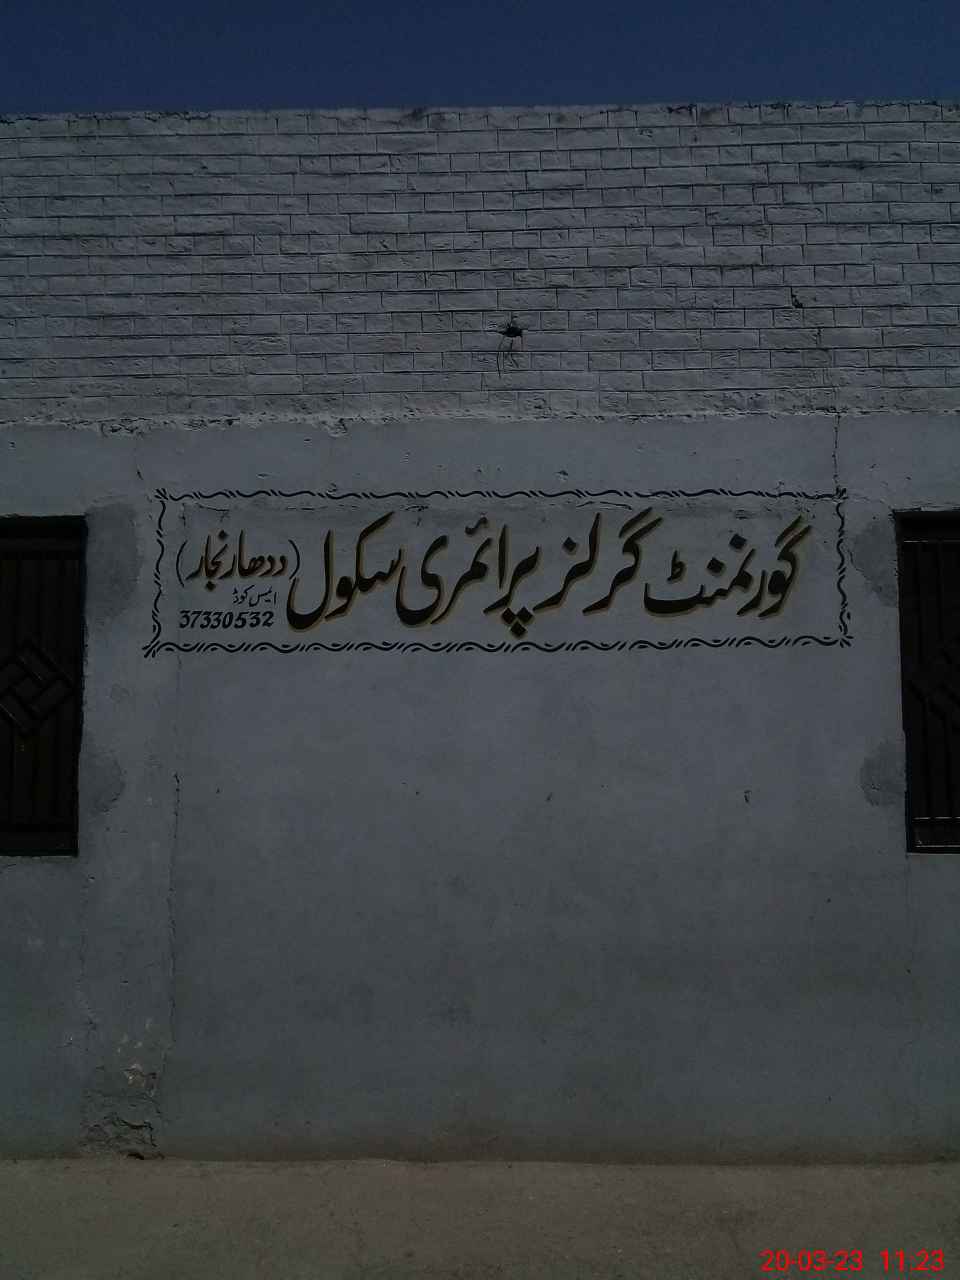 گورنمنٹ گرلز پرائمری سکول (ددھار نجار)
ایس کوڈ
37330532
20-03-23 11:23